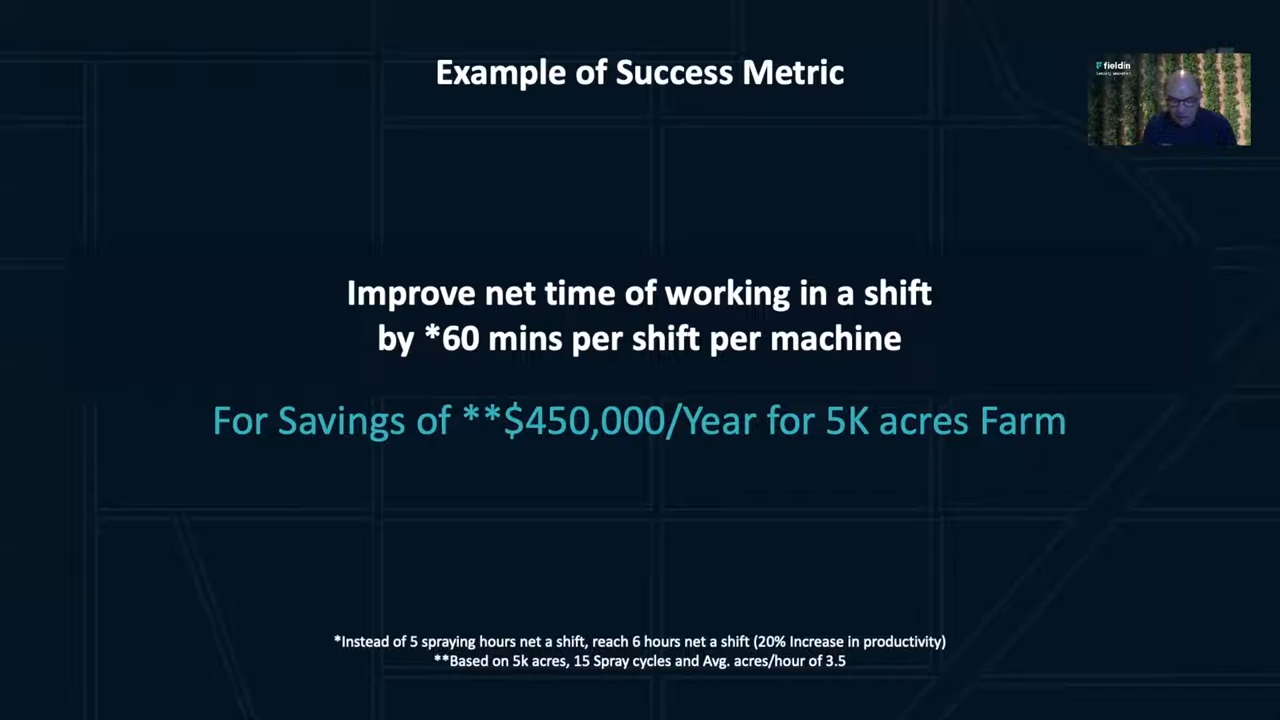 Example of Success Metric
fieldin
Improve net time of working in a shift
by *60 mins per shift per machine
For Savings of **$450,000/Year for 5K acres Farm
*Instead of 5 spraying hours net a shift, reach 6 hours net a shift (20% Increase in productivity)
**Based on 5k acres, 15 Spray cycles and Avg. acres/hour of 3.5